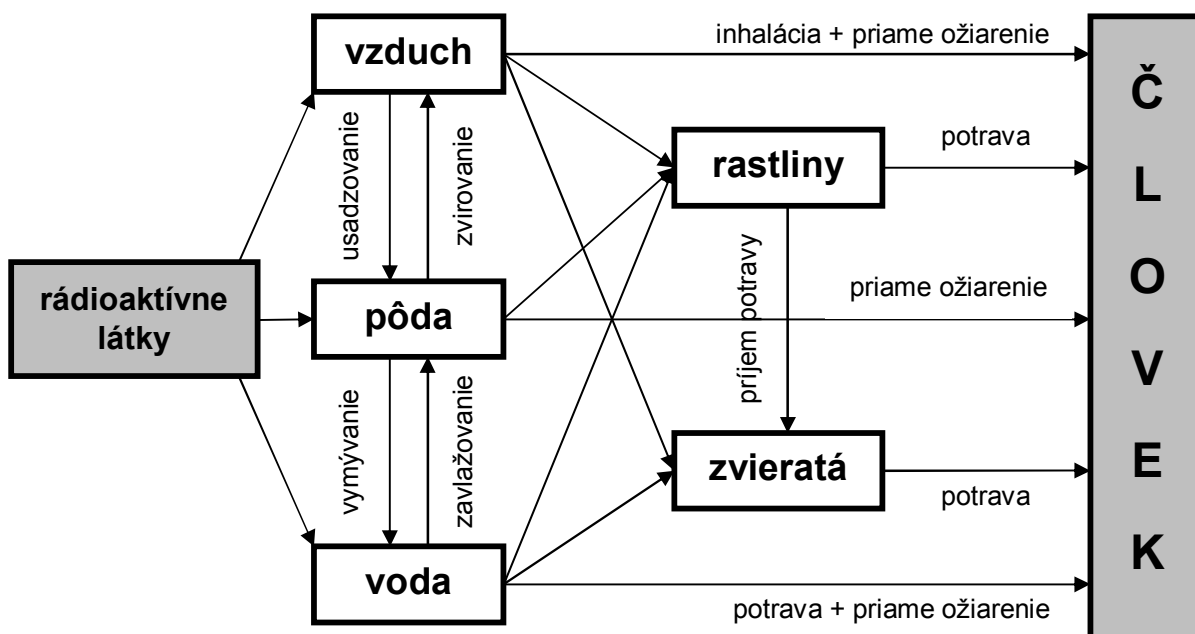 vzduch
inhalácia + priame ožiarenie
usadzovanie
zvirovanie
rastliny
potrava
rádioaktívne
látky
pôda
priame ožiarenie
príjem potravy
vymývanie
zavlažovanie
zvieratá
potrava
voda
potrava + priame ožiarenie
Č
L
O
V
E
K